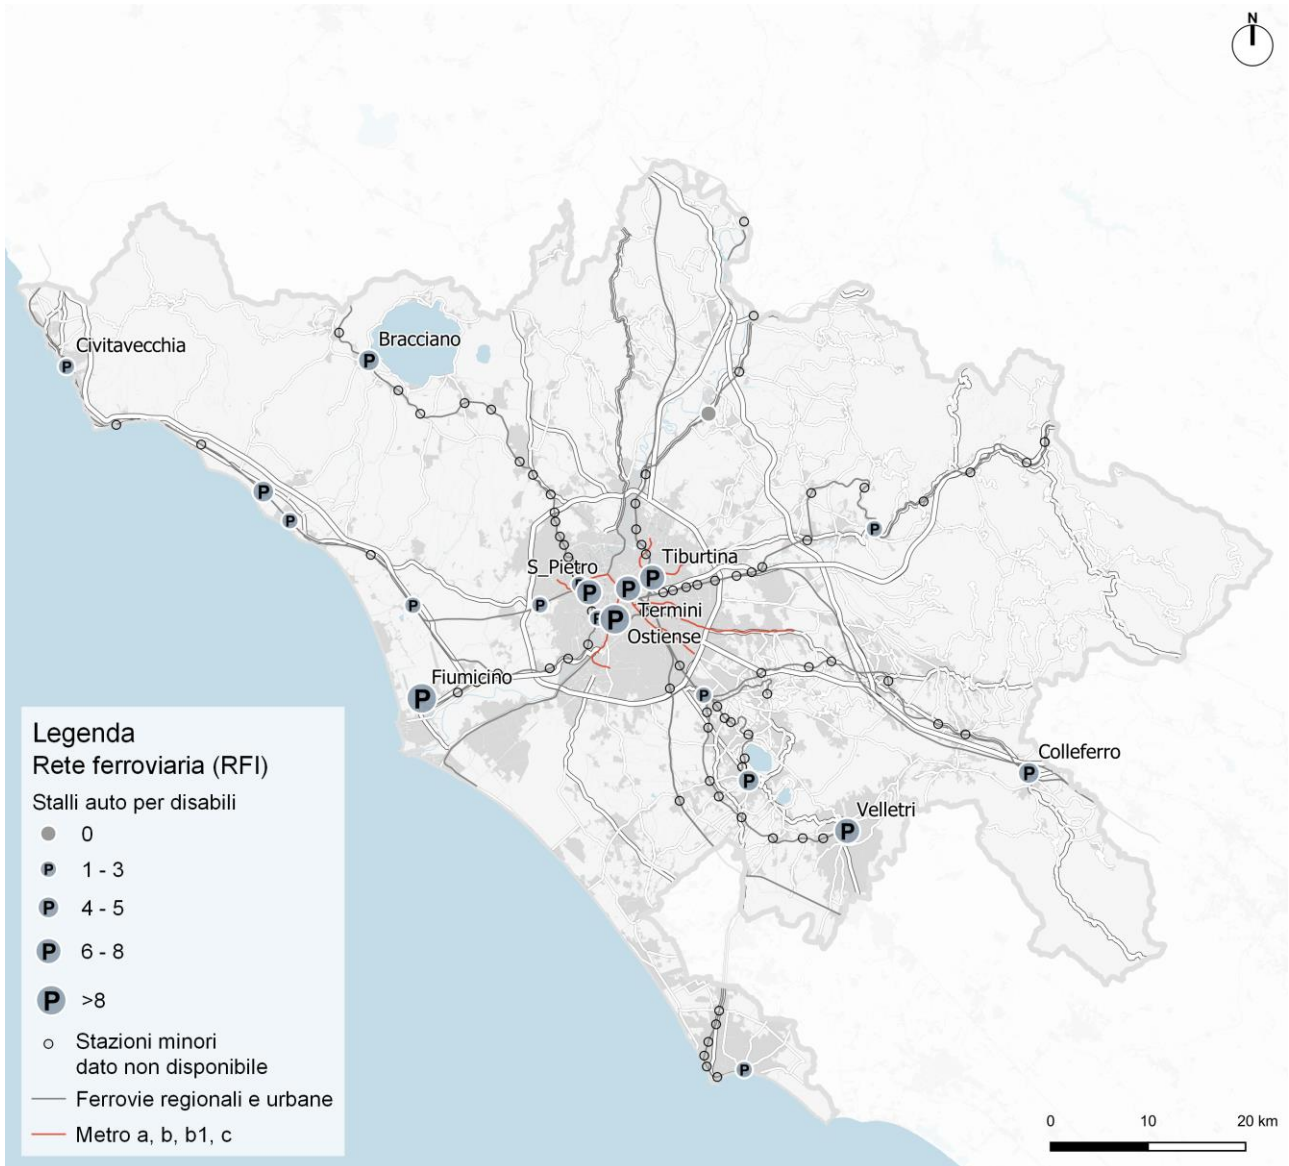 N
Bracciano
Civitavecchia
P
P
P
P
Tiburtina
S_Pietro
P
P
P
P
P
P
Termini
P
P
Ostiense
Fiumicino
P
P
Colleferro
P
P
Velletri
P
P
Legenda
Rete ferroviaria (RFI)
Stalli auto per disabili
0
P 1 - 3
P 4 - 5
P 6 - 8
P >8
Stazioni minori
dato non disponibile
Ferrovie regionali e urbane
Metro a, b, b1, c
0 10 20 km